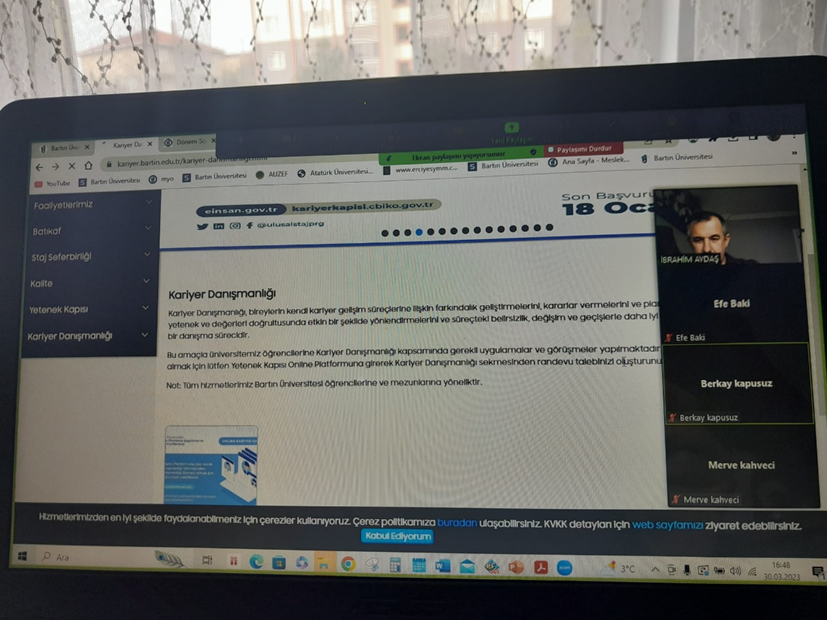 Bartın Üni
Kariyer Da
Dönem So
kariyer.bartin.edu.tr/kariyer-danismanligi.html
Paylaşımı Durdur
YouTube
Bartın Üniversitesi
myo
Bartın Üniversitesi
AUZEF
Atatürk Üniversitesi...
www.erciyesymm.c...
Bartın Üniversitesi
Ana Sayfa - Meslek...
Bartın Üniversitesi
Faaliyetlerimiz
Batıkaf
Staj Seferbirliği
Kalite
Yetenek Kapısı
Kariyer Danışmanlığı
einsan.gov.tr
kariyerkapisi.cbiko.gov.tr
@ulusalstajprg
Son Başvuru
18 Oca
Kariyer Danışmanlığı
Kariyer Danışmanlığı, bireylerin kendi kariyer gelişim süreçlerine ilişkin farkındalık geliştirmelerini, kararlar vermelerini ve plan
yetenek ve değerleri doğrultusunda etkin bir şekilde yönlendirmelerini ve süreçteki belirsizlik, değişim ve geçişlerle daha iyi
bir danışma sürecidir.
Bu amaçla üniversitemiz öğrencilerine Kariyer Danışmanlığı kapsamında gerekli uygulamalar ve görüşmeler yapılmaktadır
almak için lütfen Yetenek Kapısı Online Platformuna girerek Kariyer Danışmanlığı sekmesinden randevu talebinizi oluşturunu
Not: Tüm hizmetlerimiz Bartın Üniversitesi öğrencilerine ve mezunlarına yöneliktir.
İBRAHİM AYDAŞ
Efe Baki
Efe Baki
Berkay kapusuz
Berkay kapusuz
Merve kahveci
Merve kahveci
Hizmetlerimizden en iyi şekilde faydalanabilmeniz için çerezler kullanıyoruz. Çerez politikamıza buradan ulaşabilirsiniz. KVKK detayları için web sayfamızı ziyaret edebilirsiniz.
Kabul Ediyorum
Ara
3°C
16:48
30.03.2023